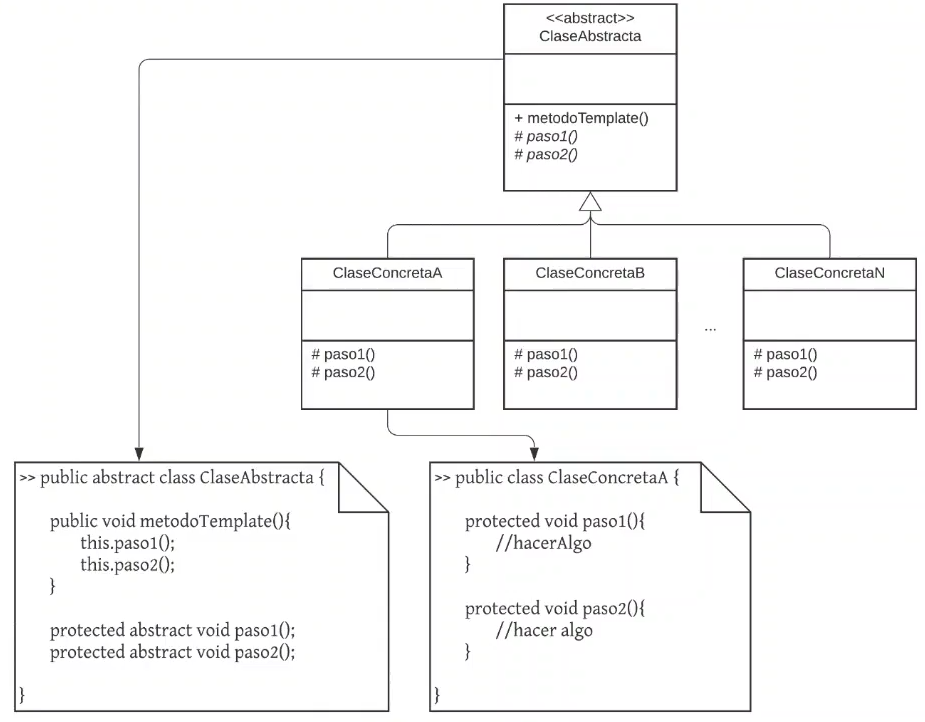 <<abstract>>
ClaseAbstracta
+ metodoTemplate()
# paso1()
# paso2()
ClaseConcretaA
# paso1()
# paso2()
ClaseConcretaB
# paso1()
# paso2()
...
ClaseConcretaN
# paso1()
# paso2()
>> public abstract class ClaseAbstracta {
public void metodoTemplate(){
this.paso1();
this.paso2();
}
protected abstract void paso1();
protected abstract void paso2();
}
>> public class ClaseConcretaA {
protected void paso1(){
//hacerAlgo
}
protected void paso2(){
//hacer algo
}
}